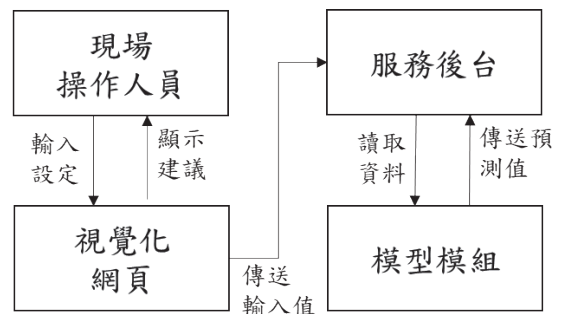 現場
操作人員
服務後台
輸入
設定
顯示
建議
讀取
資料
傳送預
測值
視覺化
網頁
模型模組
傳送
輸入值